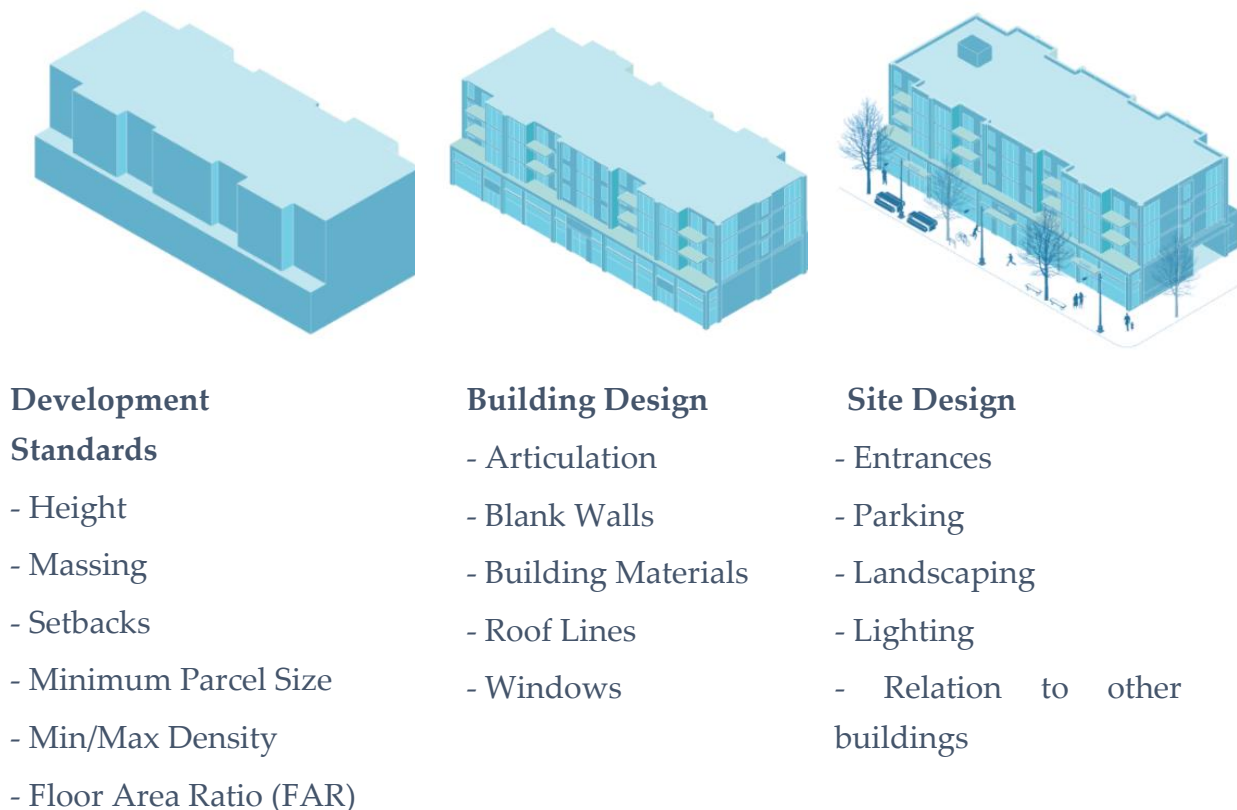 Development
Standards
- Height
- Massing
- Setbacks
- Minimum Parcel Size
- Min/Max Density
- Floor Area Ratio (FAR)
Building Design
- Articulation
- Blank Walls
- Building Materials
- Roof Lines
- Windows
Site Design
- Entrances
- Parking
- Landscaping
- Lighting
- Relation to other
buildings